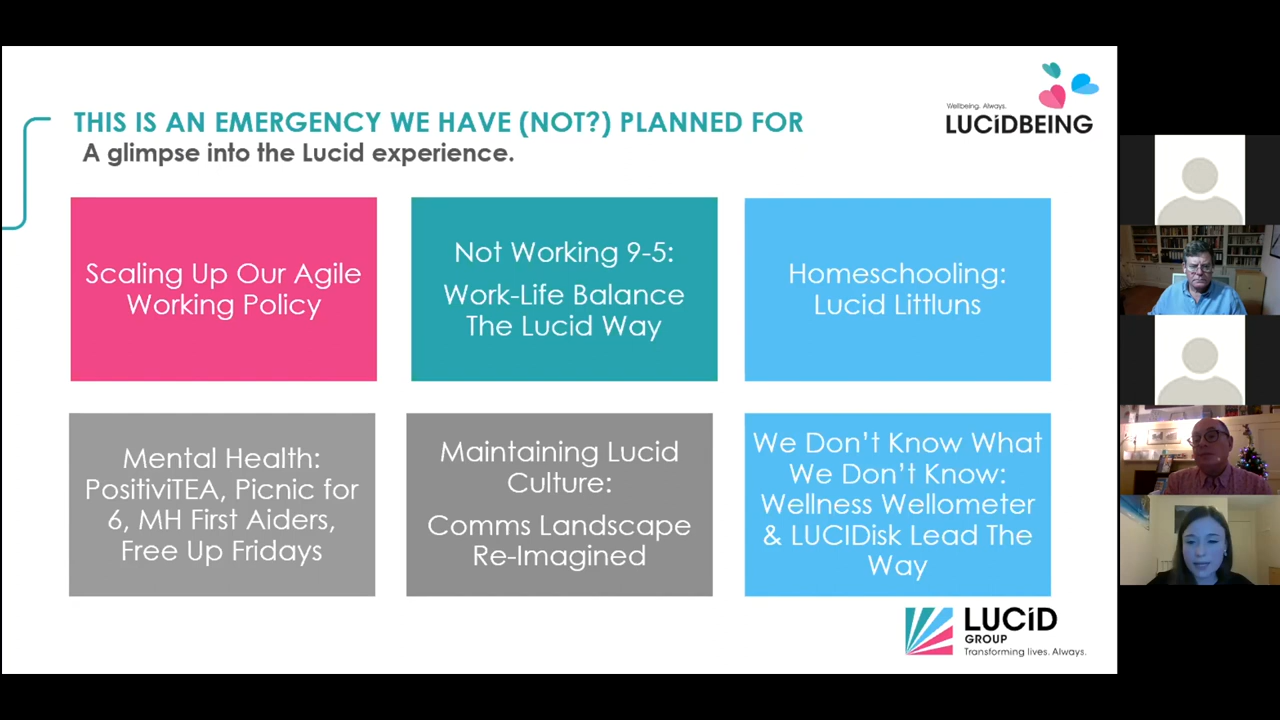 THIS IS AN EMERGENCY WE HAVE (NOT?) PLANNED FOR
A glimpse into the Lucid experience.
Wellbeing. Always.
LUCíDBEING
Scaling Up Our Agile
Working Policy
Not Working 9-5:
Work-Life Balance
The Lucid Way
Homeschooling:
Lucid Littluns
Mental Health:
PositiviTEA, Picnic for
6, MH First Aiders,
Free Up Fridays
Maintaining Lucid
Culture:
Comms Landscape
Re-Imagined
We Don’t Know What
We Don’t Know:
Wellness Wellometer
& LUCIDisk Lead The
Way
LUCíD
GROUP
Transforming lives. Always.